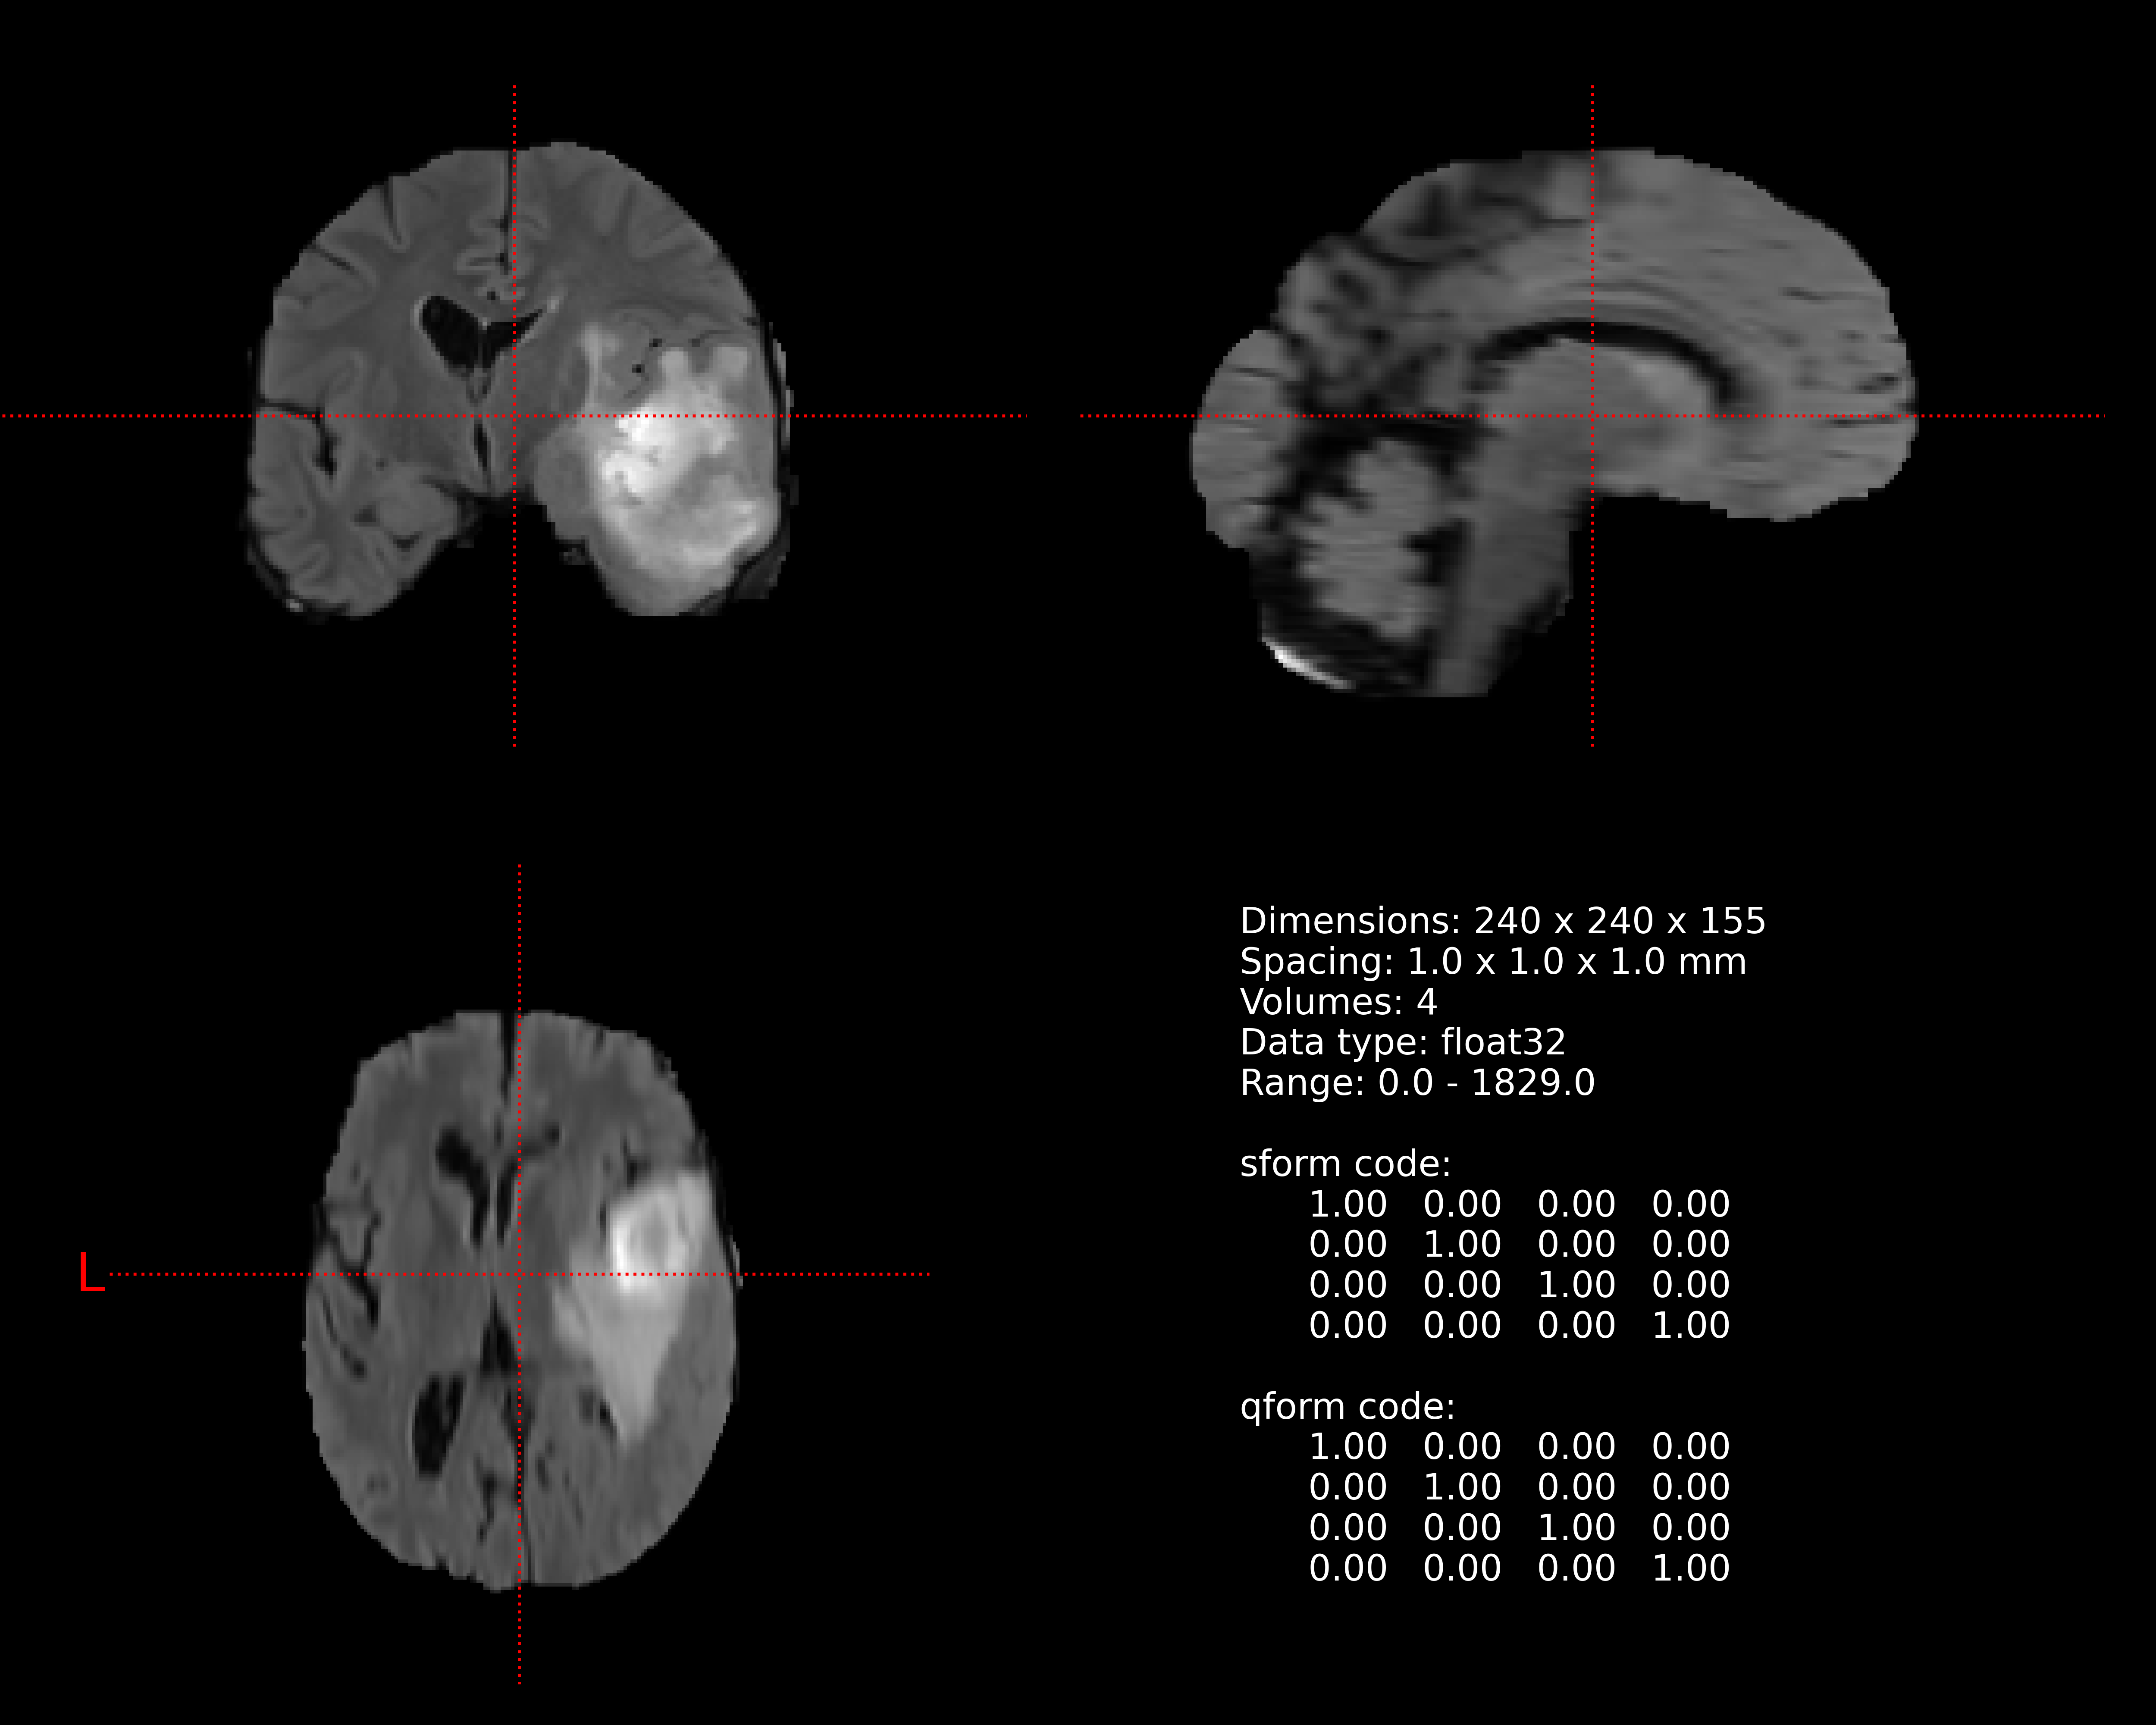 L
Dimensions: 240 x 240 x 155
Spacing: 1.0 x 1.0 x 1.0 mm
Volumes: 4
Data type: float32
Range: 0.0 - 1829.0
sform code:
1.00 0.00 0.00 0.00
0.00 1.00 0.00 0.00
0.00 0.00 1.00 0.00
0.00 0.00 0.00 1.00
qform code:
1.00 0.00 0.00 0.00
0.00 1.00 0.00 0.00
0.00 0.00 1.00 0.00
0.00 0.00 0.00 1.00